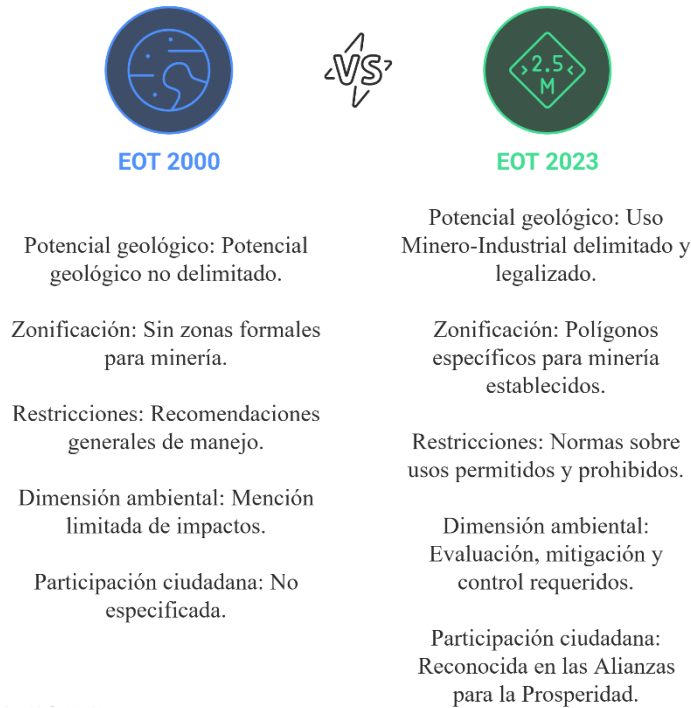 VS
2.5
M
EOT 2000
Potencial geológico: Potencial
geológico no delimitado.
Zonificación: Sin zonas formales
para minería.
Restricciones: Recomendaciones
generales de manejo.
Dimensión ambiental: Mención
limitada de impactos.
Participación ciudadana: No
especificada.
EOT 2023
Potencial geológico: Uso
Minero-Industrial delimitado y
legalizado.
Zonificación: Polígonos
específicos para minería
establecidos.
Restricciones: Normas sobre
usos permitidos y prohibidos.
Dimensión ambiental:
Evaluación, mitigación y
control requeridos.
Participación ciudadana:
Reconocida en las Alianzas
para la Prosperidad.